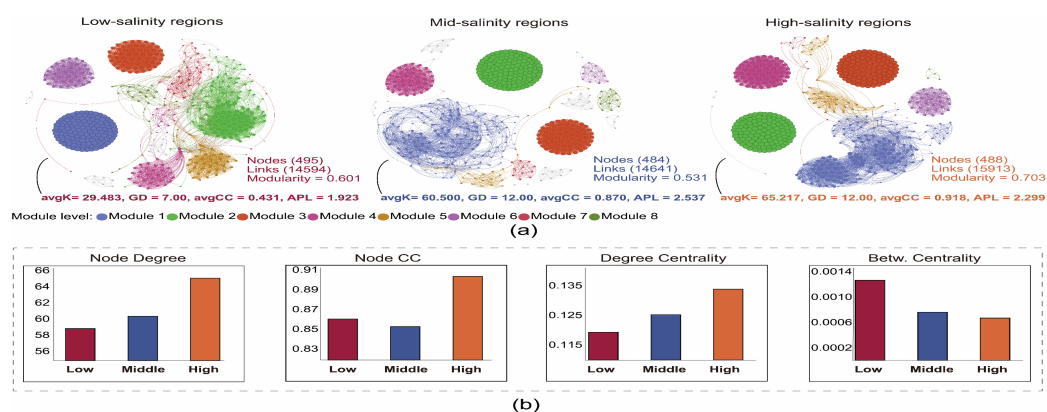 Low-salinity regions
Mid-salinity regions
High-salinity regions
Nodes (495)
Links (14594)
Modularity = 0.601
avgK= 29.483, GD = 7.00, avgCC = 0.431, APL = 1.923
Nodes (484)
Links (14641)
Modularity = 0.531
avgK= 60.500, GD = 12.00, avgCC = 0.870, APL = 2.537
Nodes (488)
Links (15913)
Modularity = 0.703
avgK= 65.217, GD = 12.00, avgCC = 0.918, APL = 2.299
Module level: Module 1 Module 2 Module 3 Module 4 Module 5 Module 6 Module 7 Module 8
(a)
Node Degree
66
64
62
60
58
56
Low Middle High
Node CC
0.91
0.89
0.87
0.85
0.83
Low Middle High
Degree Centrality
0.135
0.125
0.115
Low Middle High
Betw. Centrality
0.0014
0.0010
0.0006
0.0002
Low Middle High
(b)